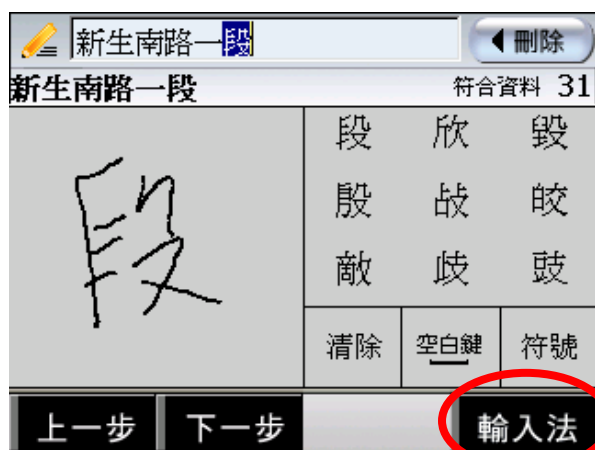 新生南路一段
刪除
新生南路一段
符合資料 31
段
段 欣 毀
殷 敁 皎
敵 歧 豉
清除 空白鍵 符號
上一步 下一步 輸入法